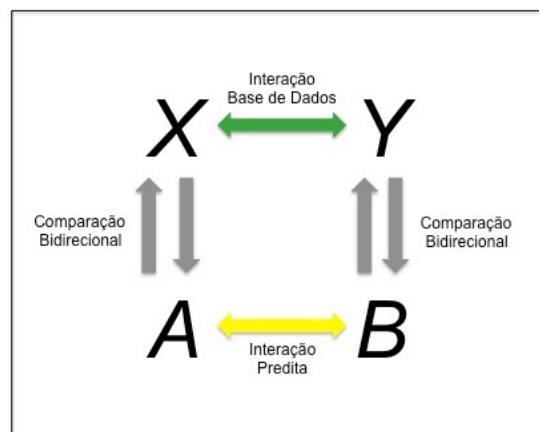 Interação
Base de Dados
X Y
Comparação
Bidirecional
Comparação
Bidirecional
A B
Interação
Predita